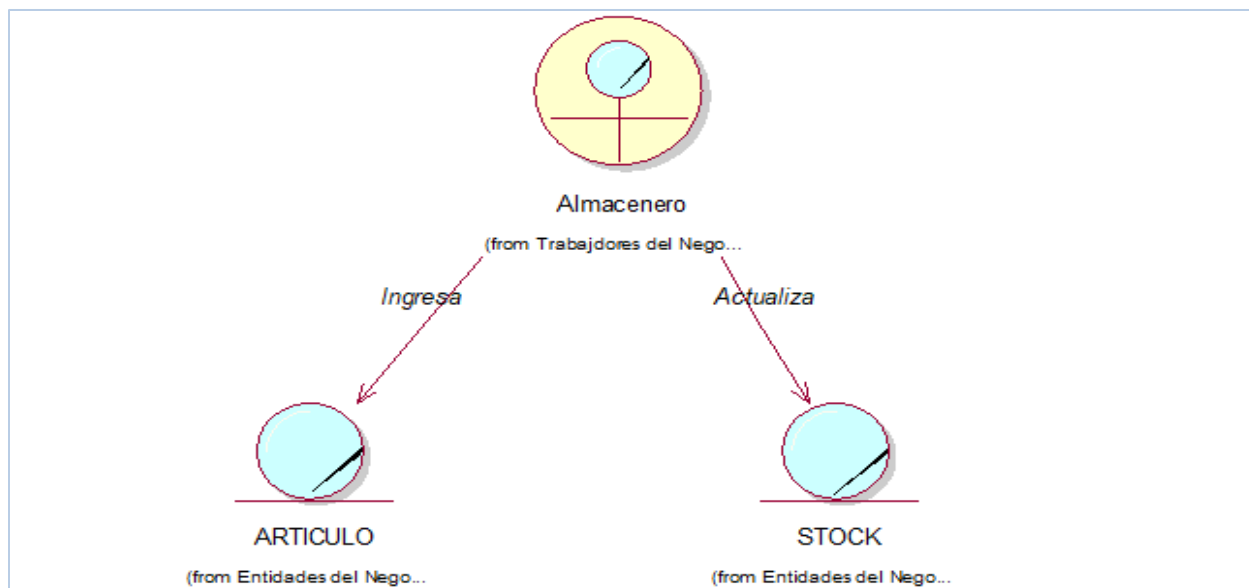 Almacenero
(from Trabajdores del Nego...
Ingresa
Actualiza
ARTICULO
STOCK
(from Entidades del Nego...
(from Entidades del Nego...